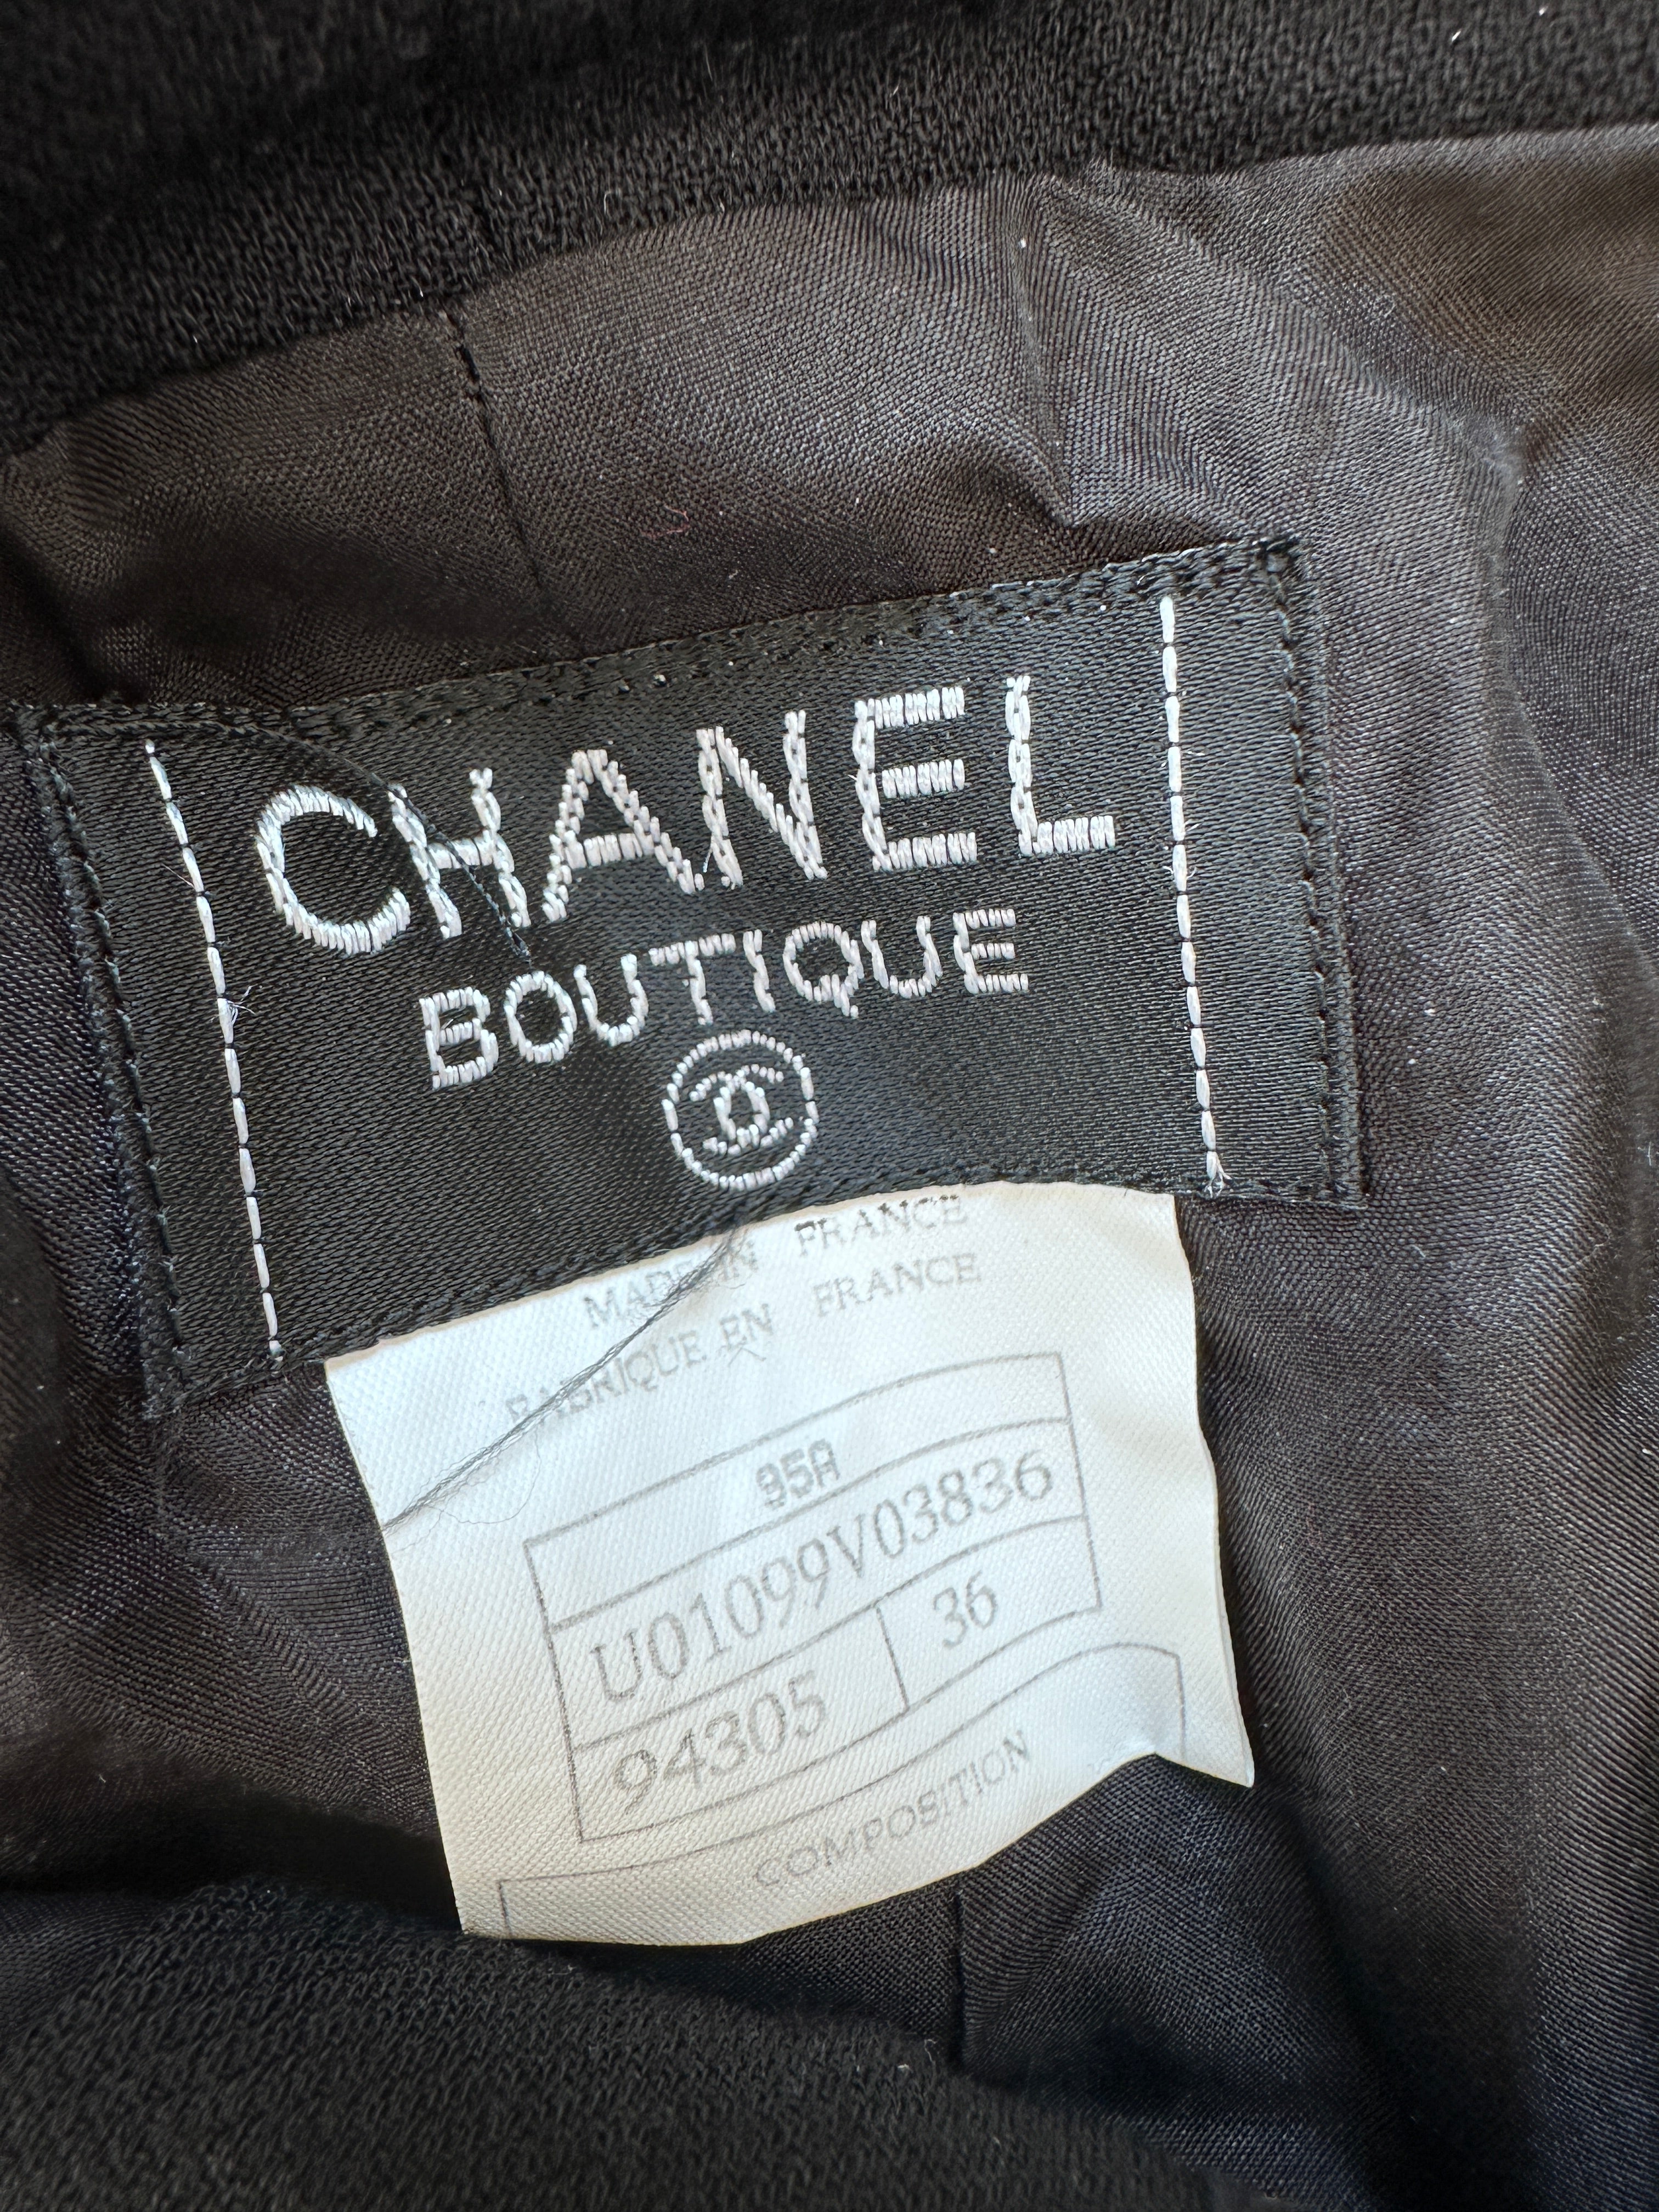 CHANEL
BOUTIQUE
MADE IN FRANCE
FABRIQUE EN FRANCE
95A
U01099V03836
94305 36
COMPOSITION